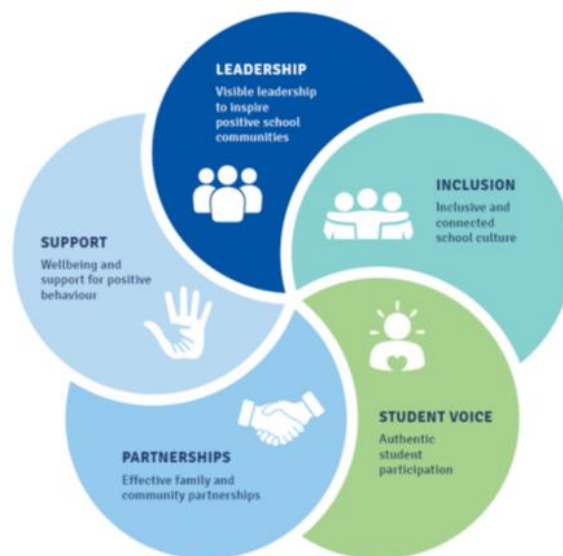 LEADERSHIP
Visible leadership
to inspire
positive school
communities
INCLUSION
Inclusive and
connected
school culture
STUDENT VOICE
Authentic
student
participation
PARTNERSHIPS
Effective family and
community partnerships
SUPPORT
Wellbeing and
support for positive
behaviour